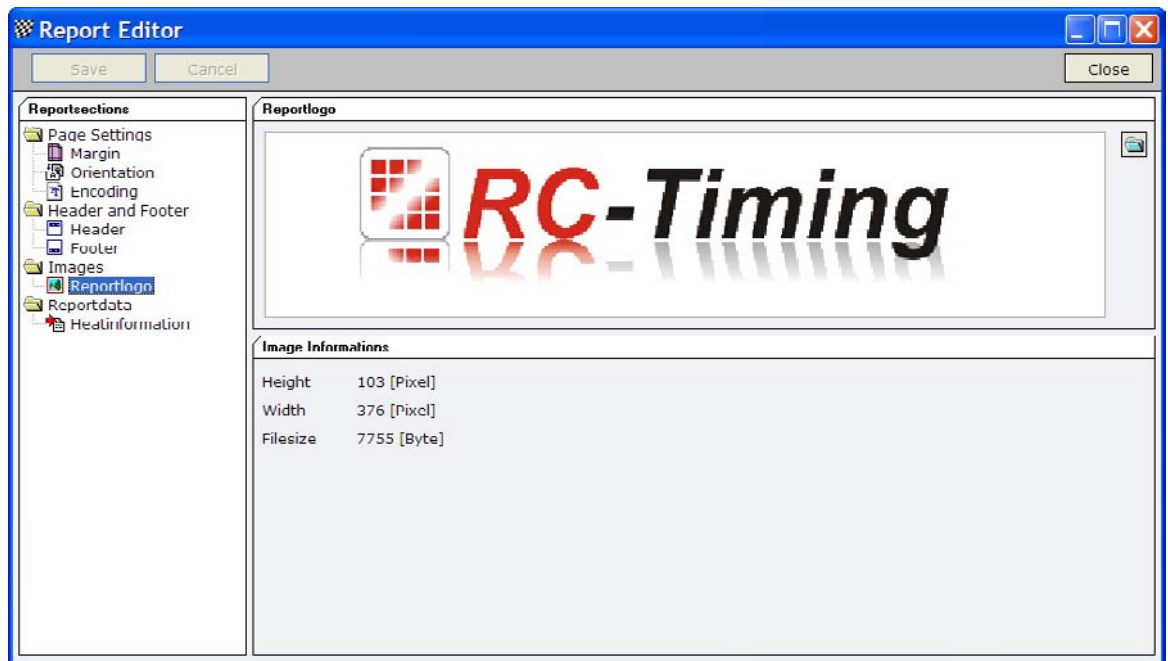 Report Editor
Save Cancel Close
Reportsections
Page Settings
Margin
Orientation
Encoding
Header and Footer
Header
Footer
Images
Reportlogo
Reportdata
Heatinformation
Reportlogo
RC-Timing
Image Informations
Height 103 [Pixel]
Width 376 [Pixel]
Filesize 7755 [Byte]